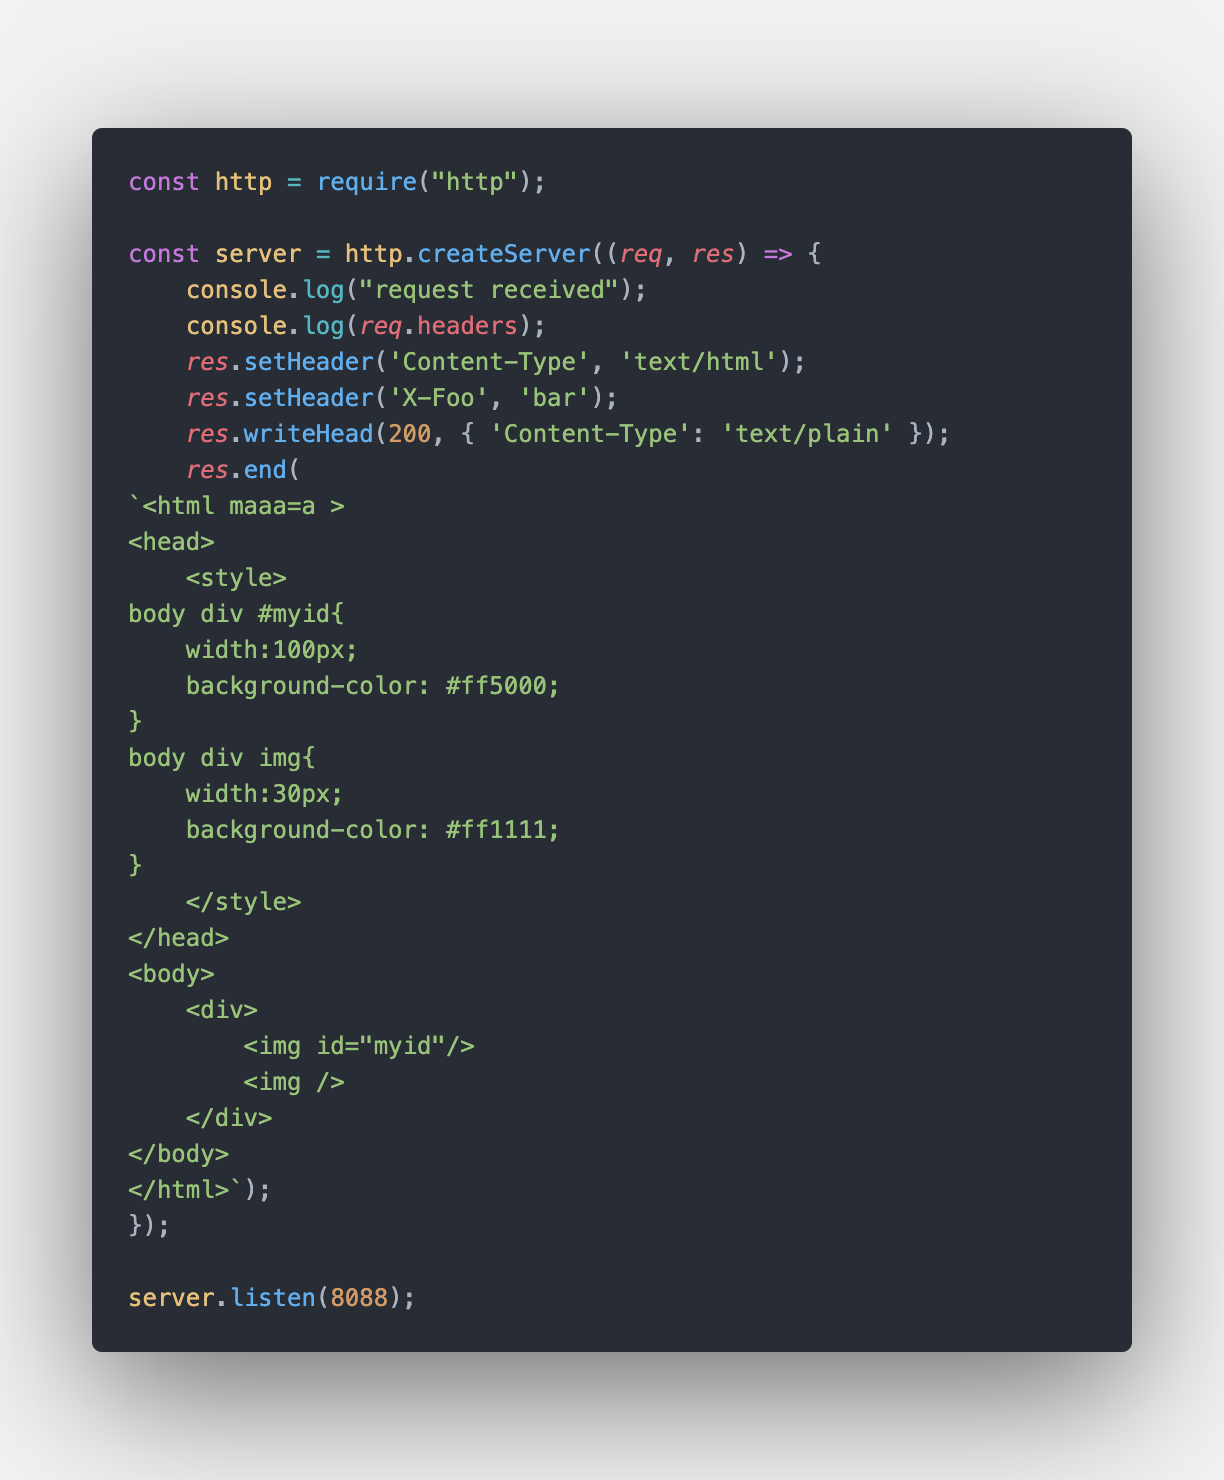 const http = require("http");

const server = http.createServer((req, res) => {
    console.log("request received");
    console.log(req.headers);
    res.setHeader('Content-Type', 'text/html');
    res.setHeader('X-Foo', 'bar');
    res.writeHead(200, { 'Content-Type': 'text/plain' });
    res.end(
`<html maaa=a >
<head>
    <style>
body div #myid{
    width:100px;
    background-color: #ff5000;
}
body div img{
    width:30px;
    background-color: #ff1111;
}
    </style>
</head>
<body>
    <div>
        <img id="myid"/>
        <img />
    </div>
</body>
</html>`);
});

server.listen(8088);